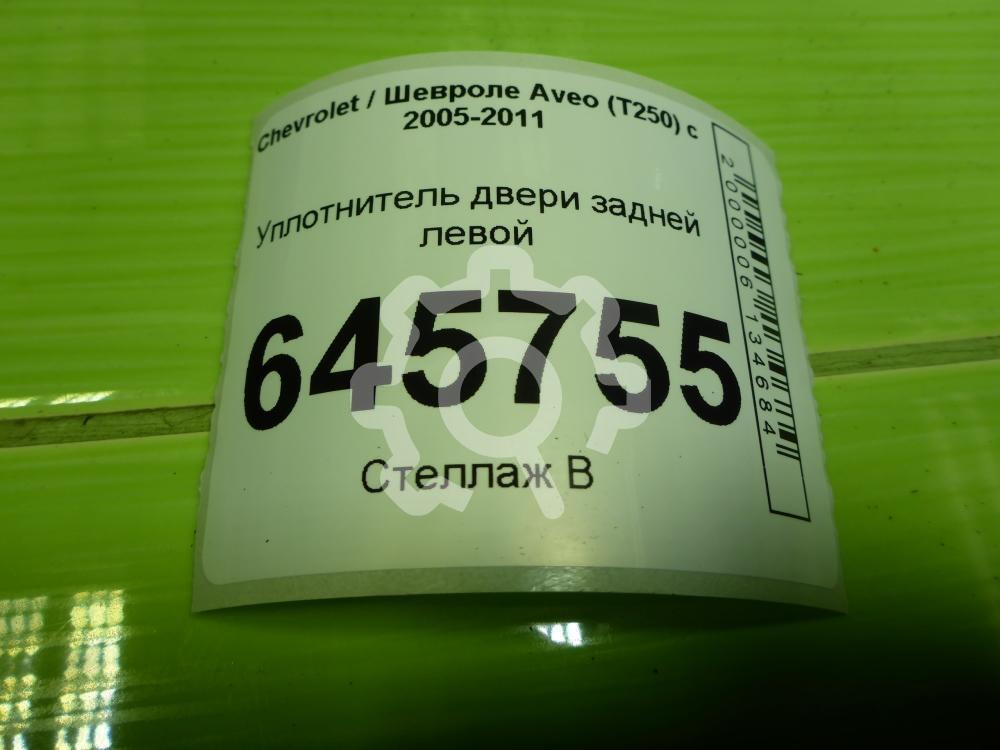 Chevrolet / Шевроле Aveo (T250) с
2005-2011
Уплотнитель двери задней
левой
645755
Стеллаж В
2000006134684